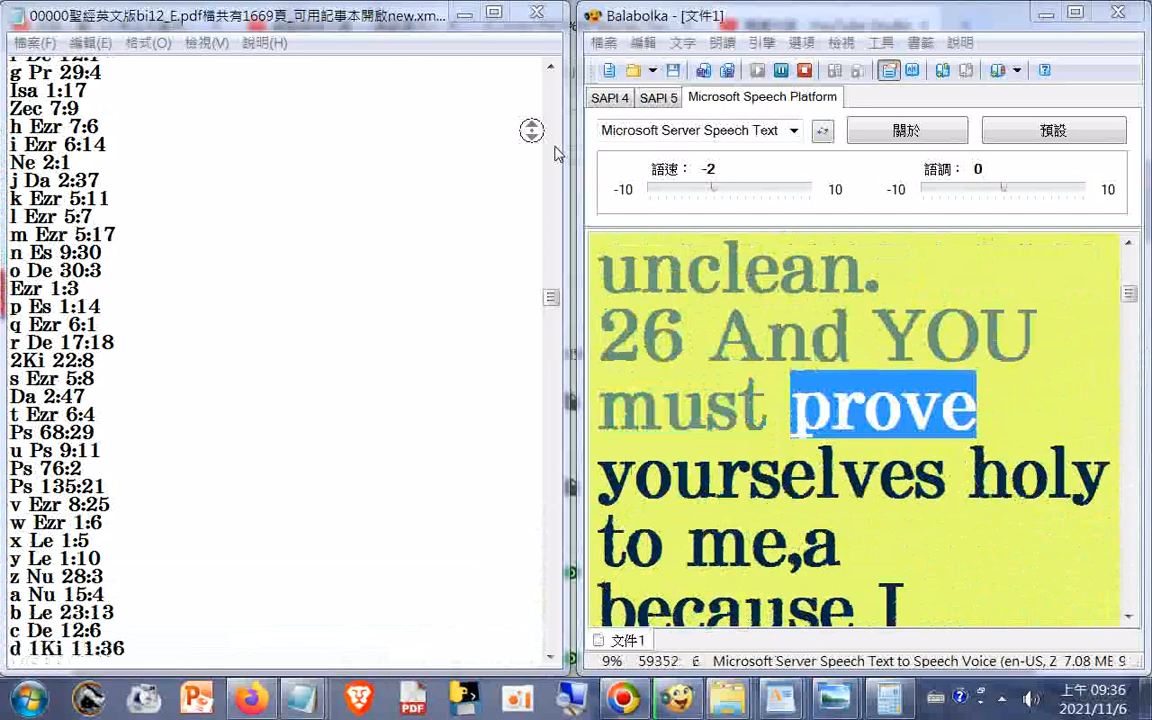 00000聖經英文版bi12_E.pdf檔共有1669頁_可用記事本開啟new.xm...
檔案(F) 編輯(E) 格式(O) 檢視(V) 說明(H)
g Pr 29:4
Isa 1:17
Zec 7:9
h Ezr 7:6
i Ezr 6:14
Ne 2:1
j Da 2:37
k Ezr 5:11
l Ezr 5:7
m Ezr 5:17
n Es 9:30
o De 30:3
Ezr 1:3
p Es 1:14
q Ezr 6:1
r De 17:18
2Ki 22:8
s Ezr 5:8
Da 2:47
t Ezr 6:4
Ps 68:29
u Ps 9:11
Ps 76:2
Ps 135:21
v Ezr 8:25
w Ezr 1:6
x Le 1:5
y Le 1:10
z Nu 28:3
a Nu 15:4
b Le 23:13
c De 12:6
d 1Ki 11:36
Balabolka - [文件1]
檔案 編輯 文字 朗讀 引擎 選項 檢視 工具 書籤 說明
SAPI 4 SAPI 5 Microsoft Speech Platform
Microsoft Server Speech Text 關於 預設
語速： -2 語調： 0
-10 10 -10 10
unclean.
26 And YOU
must prove
yourselves holy
to me,a
because I
文件1
9% 59352: Microsoft Server Speech Text to Speech Voice (en-US, Z 7.08 ME 9
上午 09:36
2021/11/6